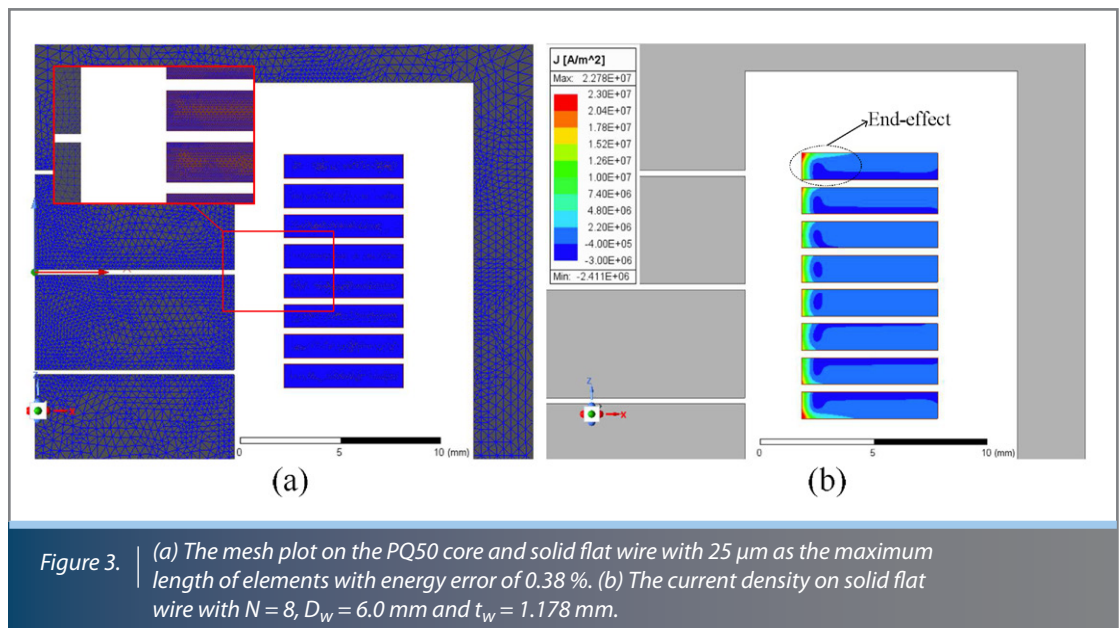 J [A/m^2]
Max: 2.278E+07
2.30E+07
2.04E+07
1.78E+07
1.52E+07
1.26E+07
1.00E+07
7.40E+06
4.80E+06
2.20E+06
-4.00E+05
-3.00E+06
Min: -2.411E+06
End-effect
z
x
z
x
0 5 10 (mm)
0 5 10 (mm)
(a)
(b)
Figure 3.
(a) The mesh plot on the PQ50 core and solid flat wire with 25 μm as the maximum
length of elements with energy error of 0.38 %. (b) The current density on solid flat
wire with N = 8, Dw = 6.0 mm and tw = 1.178 mm.